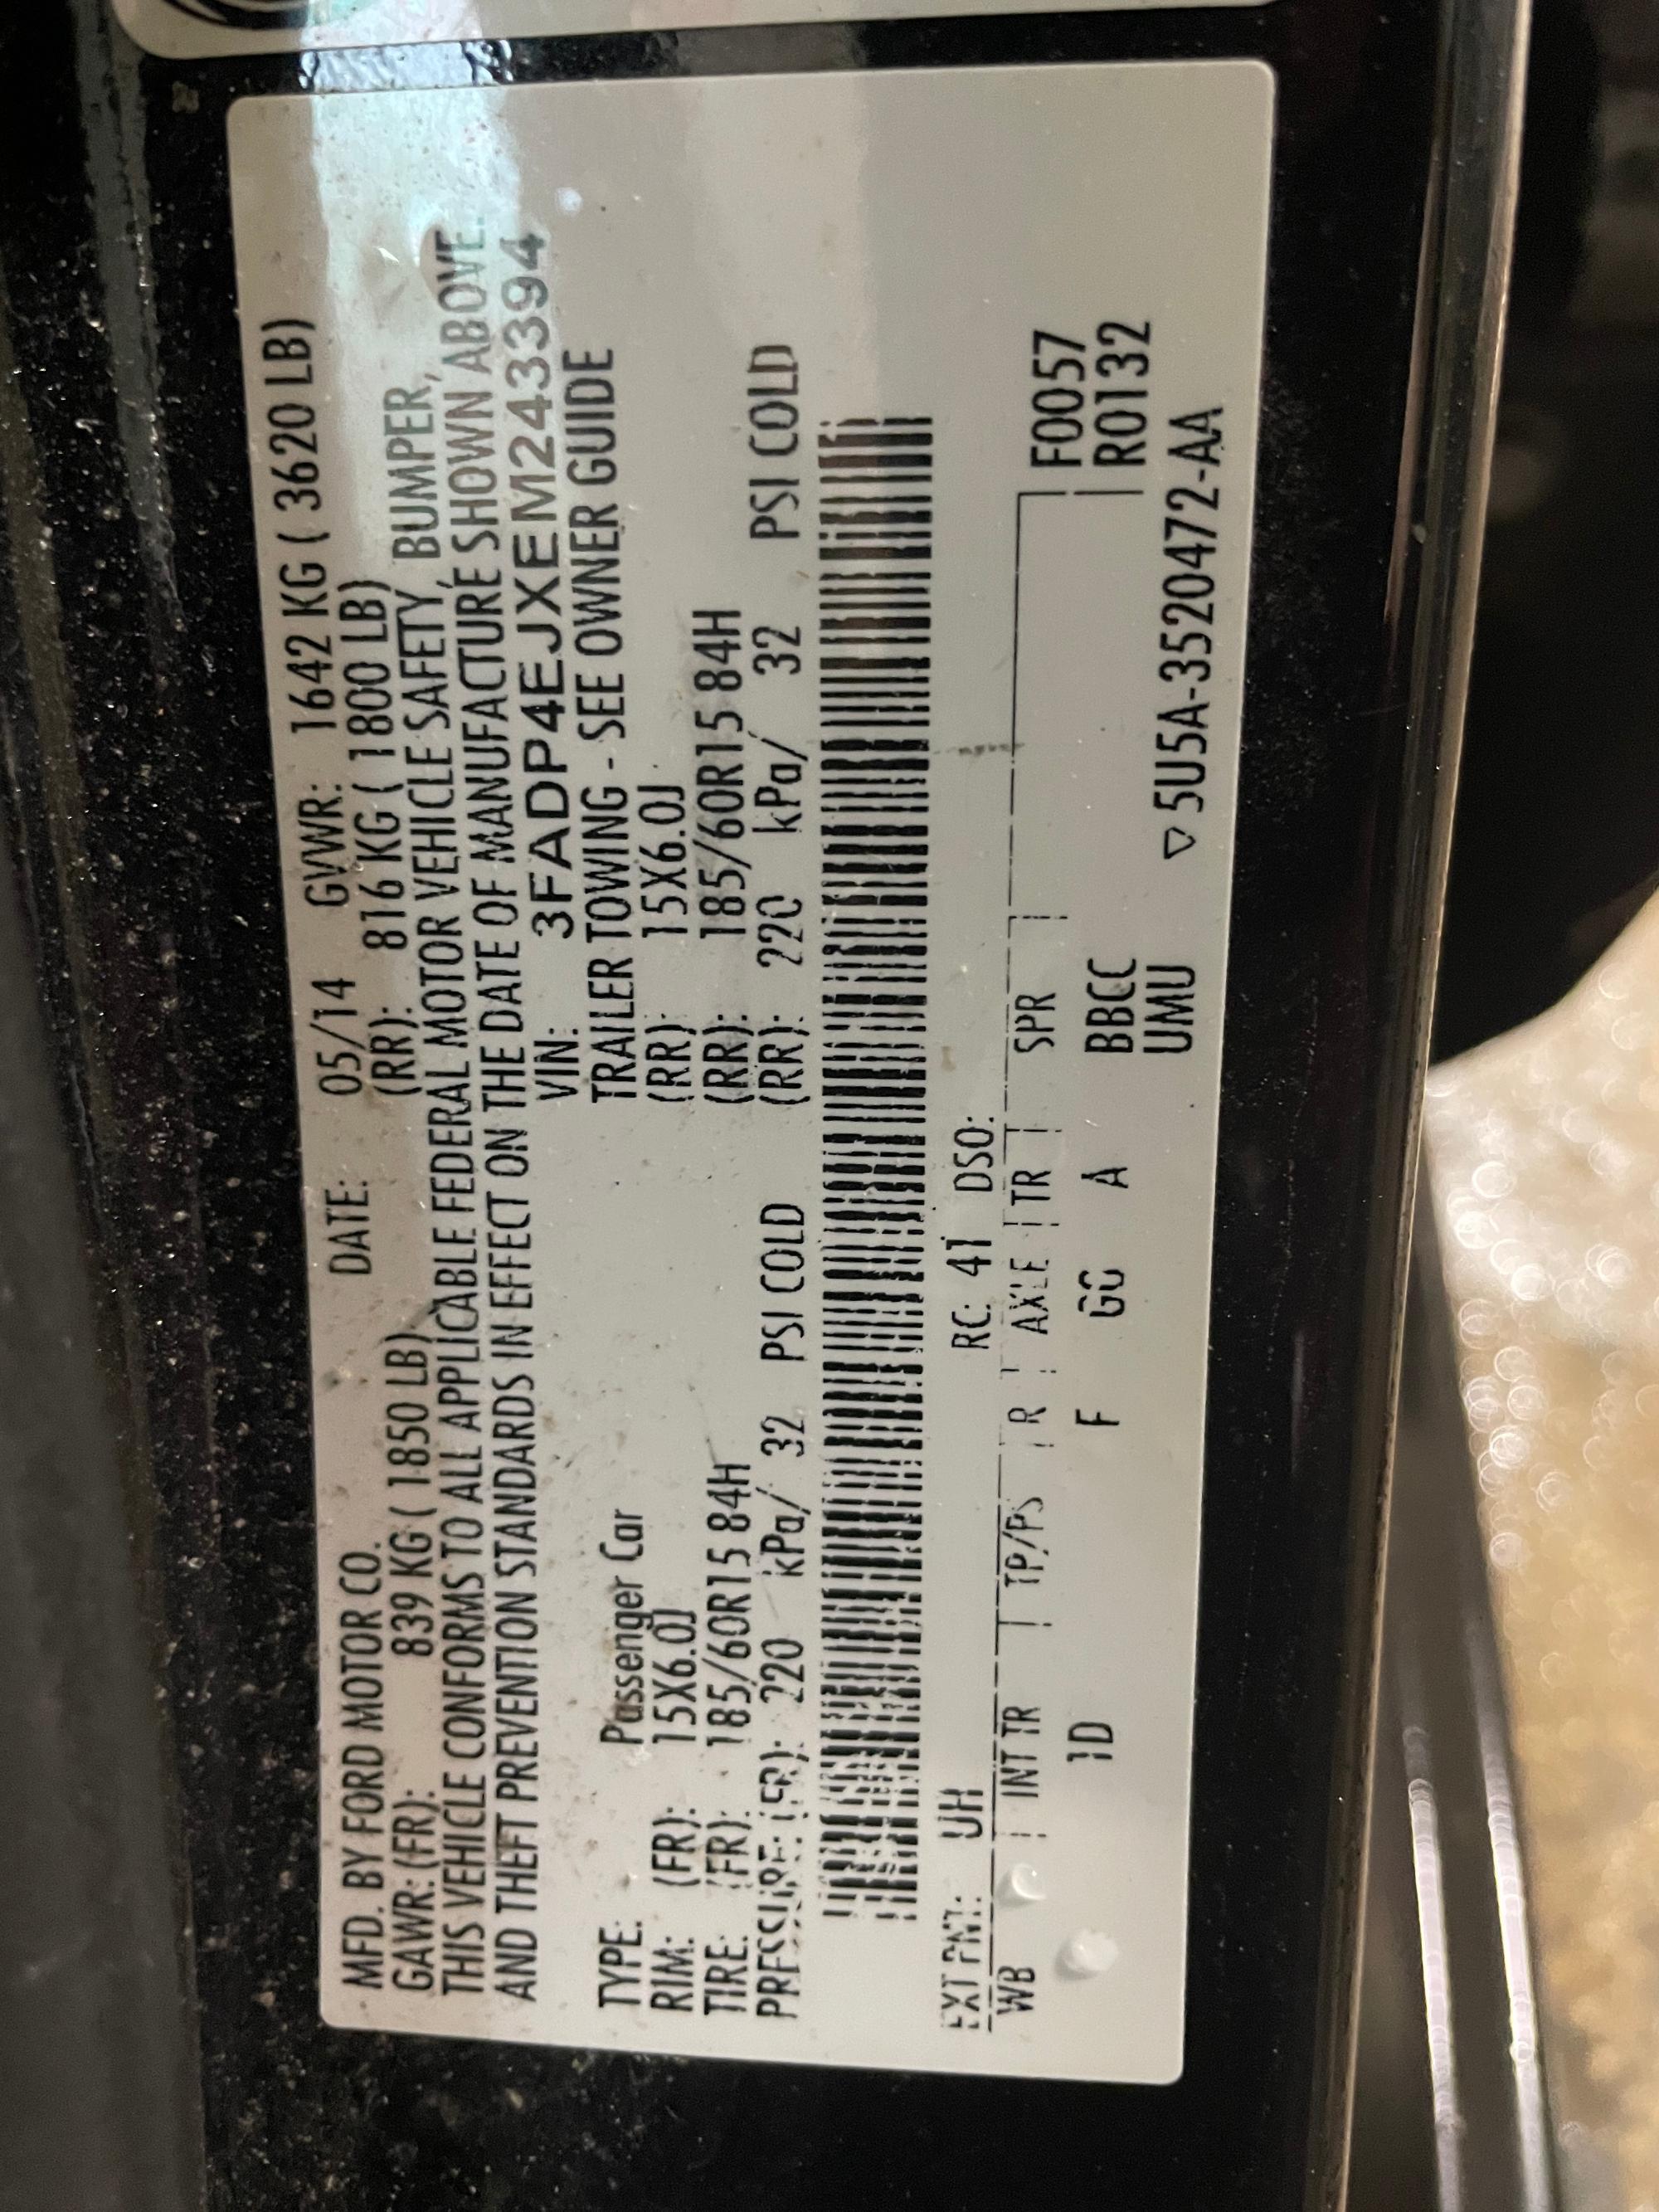 MFD. BY FORD MOTOR CO. DATE: 05/14 GVWR: 1642 KG ( 3620 LB)
GAWR: (FR): 839 KG ( 1850 LB) (RR): 816 KG ( 1800 LB)
THIS VEHICLE CONFORMS TO ALL APPLICABLE FEDERAL MOTOR VEHICLE SAFETY, BUMPER,
AND THEFT PREVENTION STANDARDS IN EFFECT ON THE DATE OF MANUFACTURE SHOWN ABOVE.
VIN: 3FADP4EJXEM243394
TYPE: Passenger Car TRAILER TOWING - SEE OWNER GUIDE
RIM: (FR): 15X6.0J (RR): 15X6.0J
TIRE: (FR): 185/60R15 84H (RR): 185/60R15 84H
PRESSURE: (FR): 220 kPa/ 32 PSI COLD (RR): 220 kPa/ 32 PSI COLD
EXT PNT: UH RC: 41 DSO:
WB INT TR TP/PS R AXLE TR SPR F0057
1D F GG A BBCC R0132
UMU
▽ 5U5A-3520472-AA